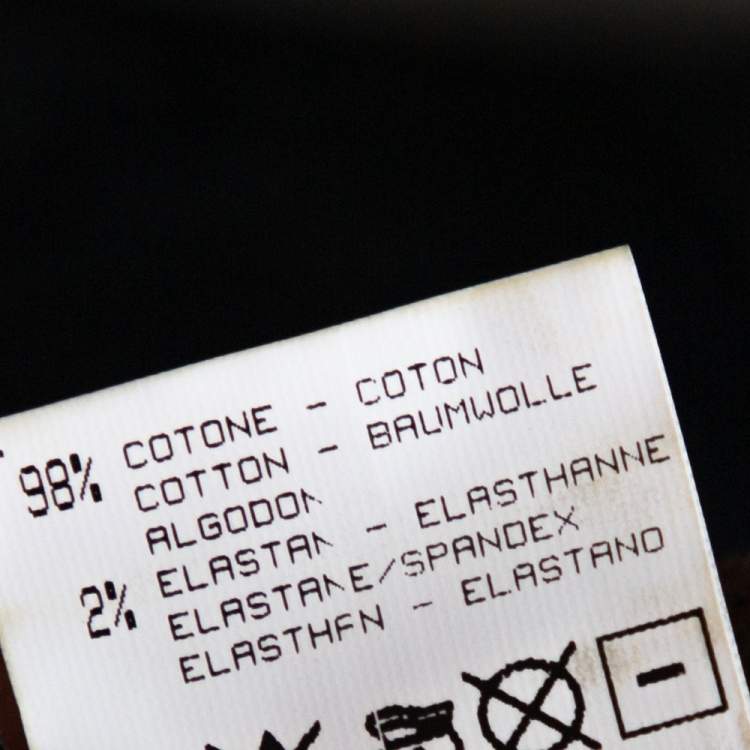 98% COTONE - COTON
COTTON - BAUMWOLLE
ALGODON
2% ELASTAN - ELASTHANNE
ELASTANE/SPANDEX
ELASTHAN - ELASTANO